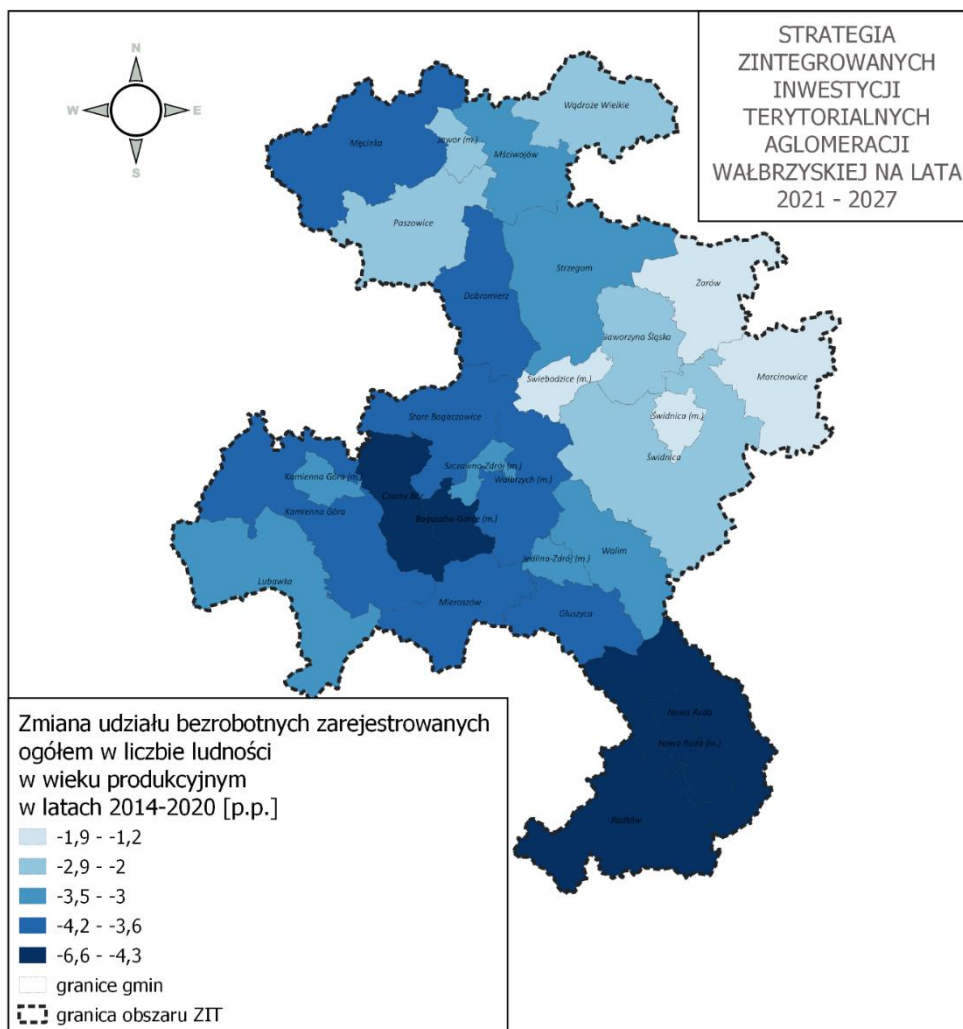 N
W
E
S
STRATEGIA
ZINTEGROWANYCH
INWESTYCJI
TERYTORIALNYCH
AGLOMERACJI
WAŁBRZYSKIEJ NA LATA
2021 - 2027
Wądroże Wielkie
Męcinka
Jawor (m.)
Mściwojów
Paszowice
Strzegom
Żarów
Dobromierz
Jaworzyna Śląska
Marcinowice
Świebodzice (m.)
Stare Bogaczowice
Świdnica (m.)
Świdnica
Szczawno-Zdrój (m.)
Kamienna Góra (m.)
Wałbrzych (m.)
Czarny Bór
Kamienna Góra
Boguszów-Gorce (m.)
Walim
Jedlina-Zdrój (m.)
Lubawka
Mieroszów
Głuszyca
Nowa Ruda
Nowa Ruda (m.)
Radków
Zmiana udziału bezrobotnych zarejestrowanych
ogółem w liczbie ludności
w wieku produkcyjnym
w latach 2014-2020 [p.p.]
-1,9 - -1,2
-2,9 - -2
-3,5 - -3
-4,2 - -3,6
-6,6 - -4,3
granice gmin
granica obszaru ZIT